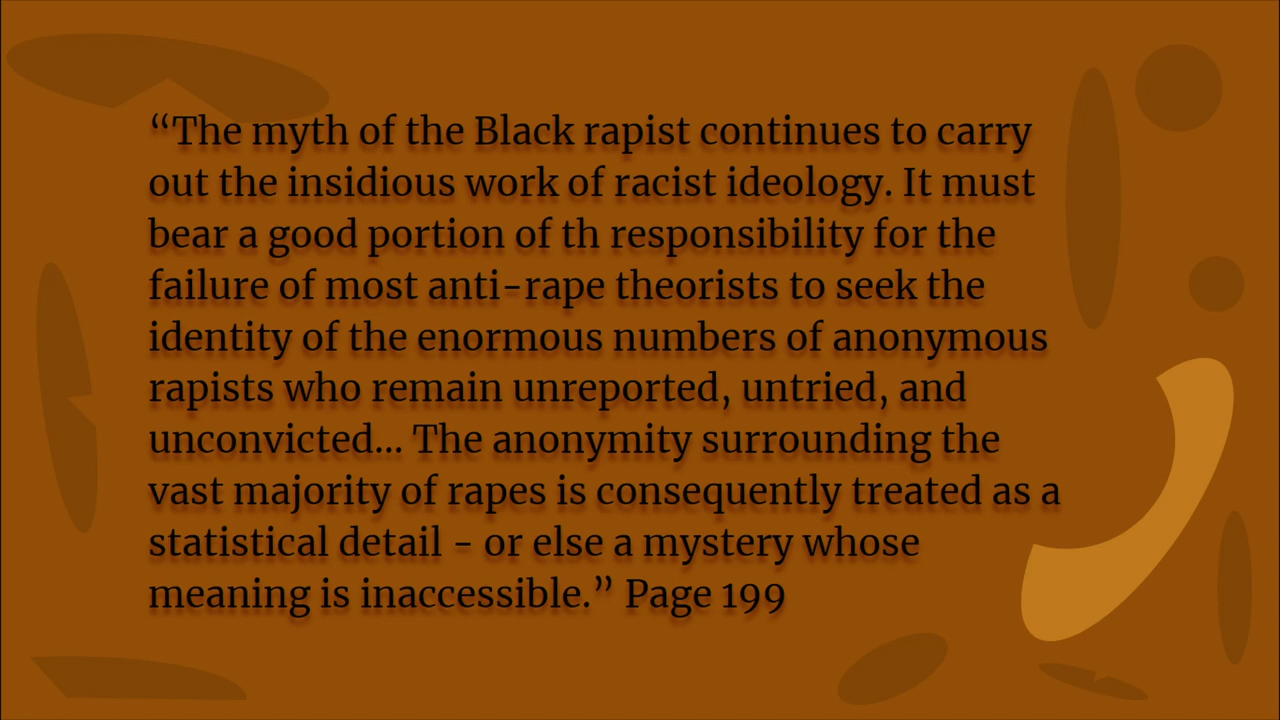 “The myth of the Black rapist continues to carry
out the insidious work of racist ideology. It must
bear a good portion of th responsibility for the
failure of most anti-rape theorists to seek the
identity of the enormous numbers of anonymous
rapists who remain unreported, untried, and
unconvicted... The anonymity surrounding the
vast majority of rapes is consequently treated as a
statistical detail - or else a mystery whose
meaning is inaccessible.” Page 199